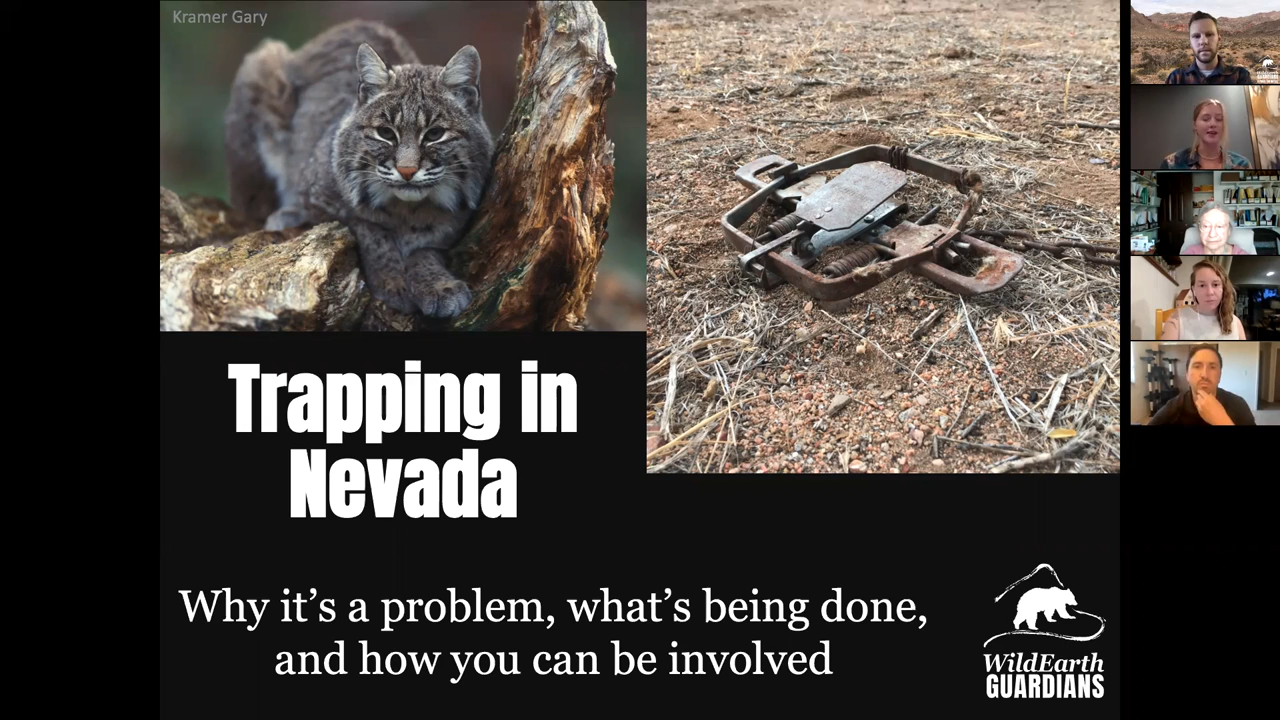 Kramer Gary
Trapping in
Nevada
Why it’s a problem, what’s being done,
and how you can be involved
WildEarth
GUARDIANS